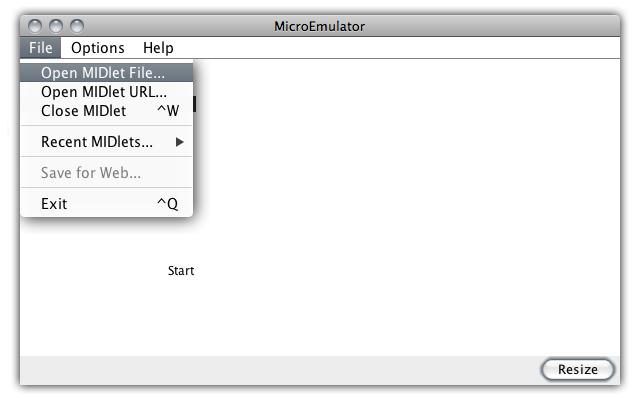 MicroEmulator
File Options Help
Open MIDlet File...
Open MIDlet URL...
Close MIDlet ^W
Recent MIDlets...
Save for Web...
Exit ^Q
Start
Resize